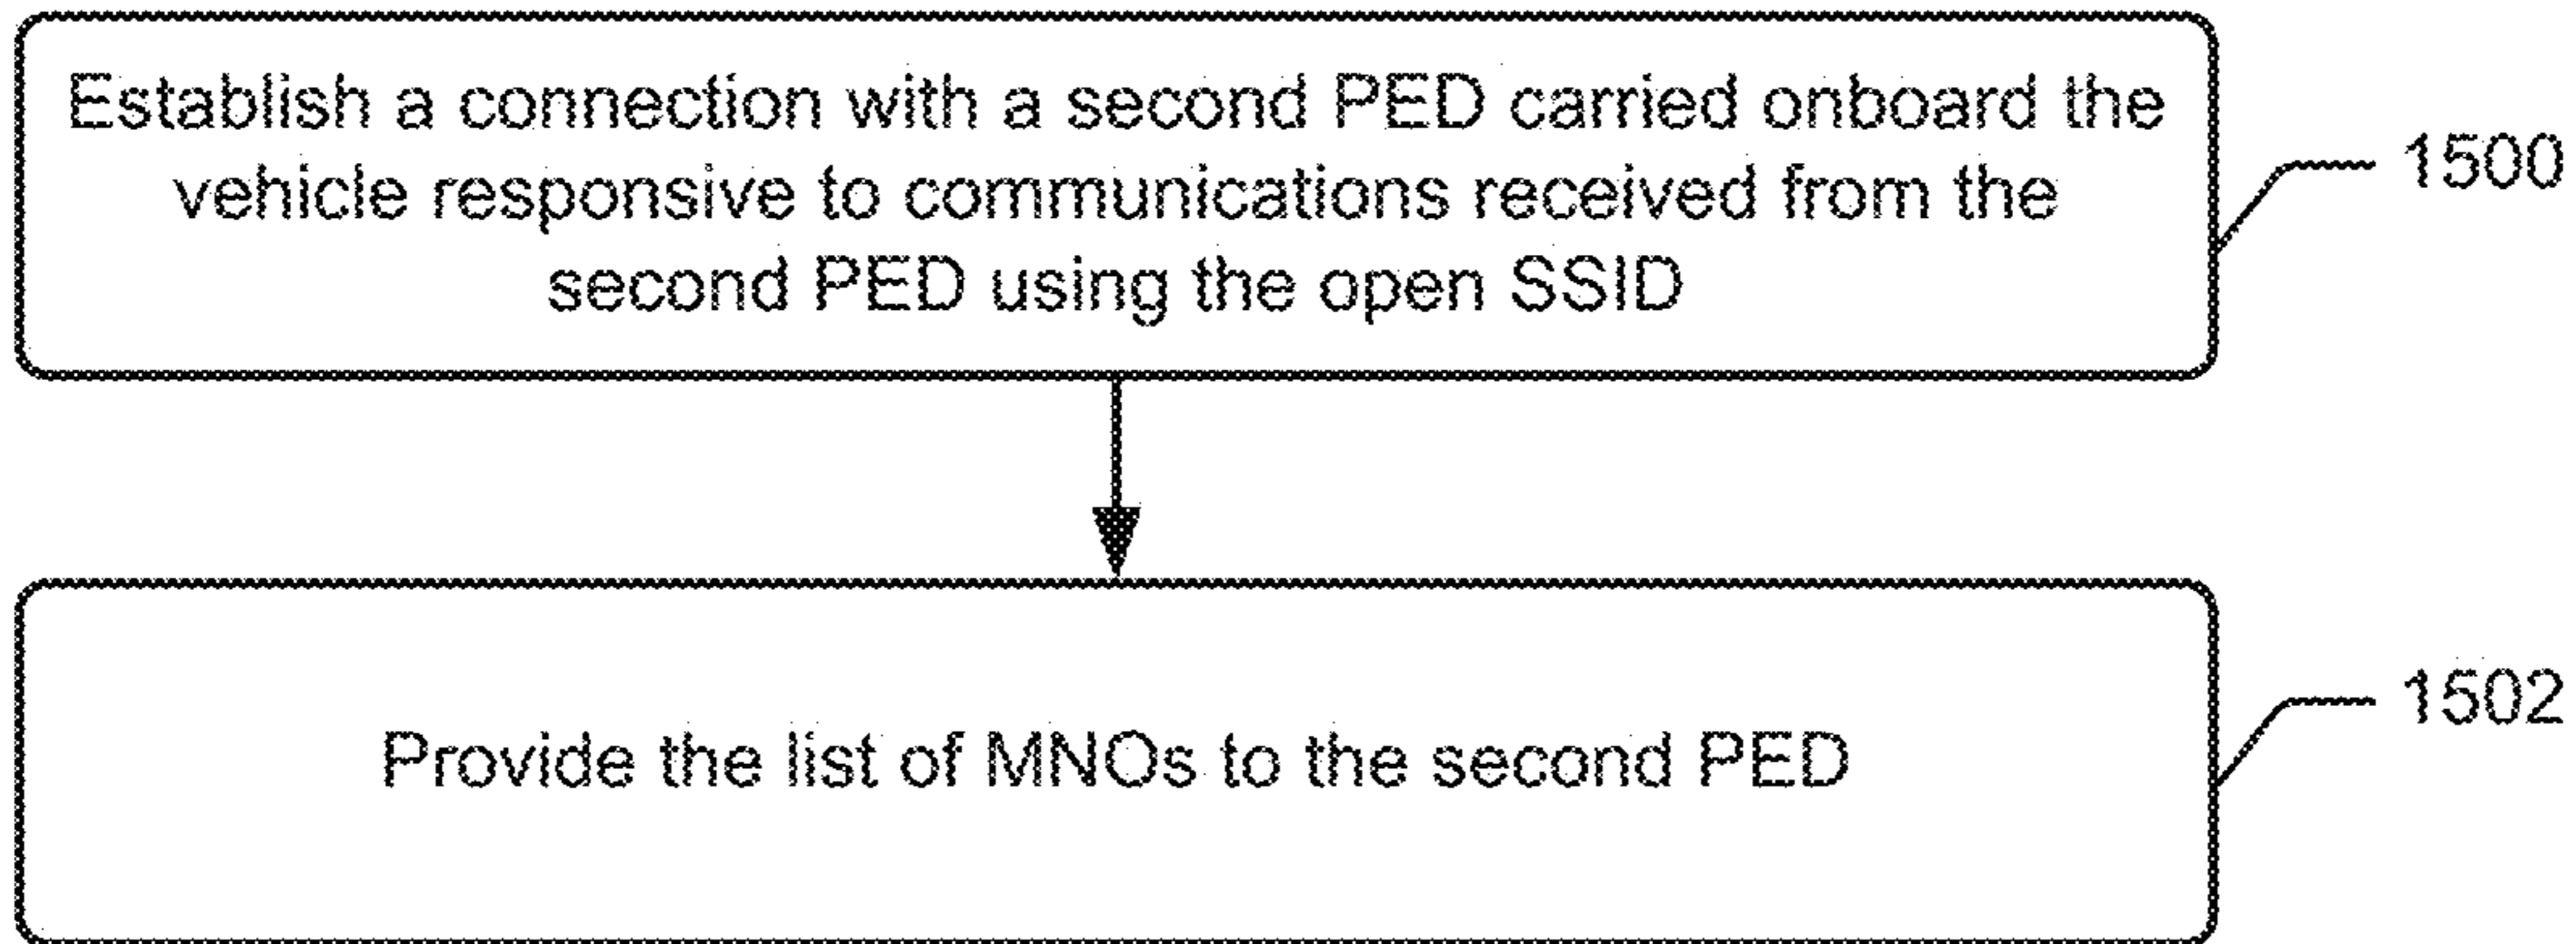 Establish a connection with a second PED carried onboard the
vehicle responsive to communications received from the
second PED using the open SSID
1500
Provide the list of MNOs to the second PED
1502